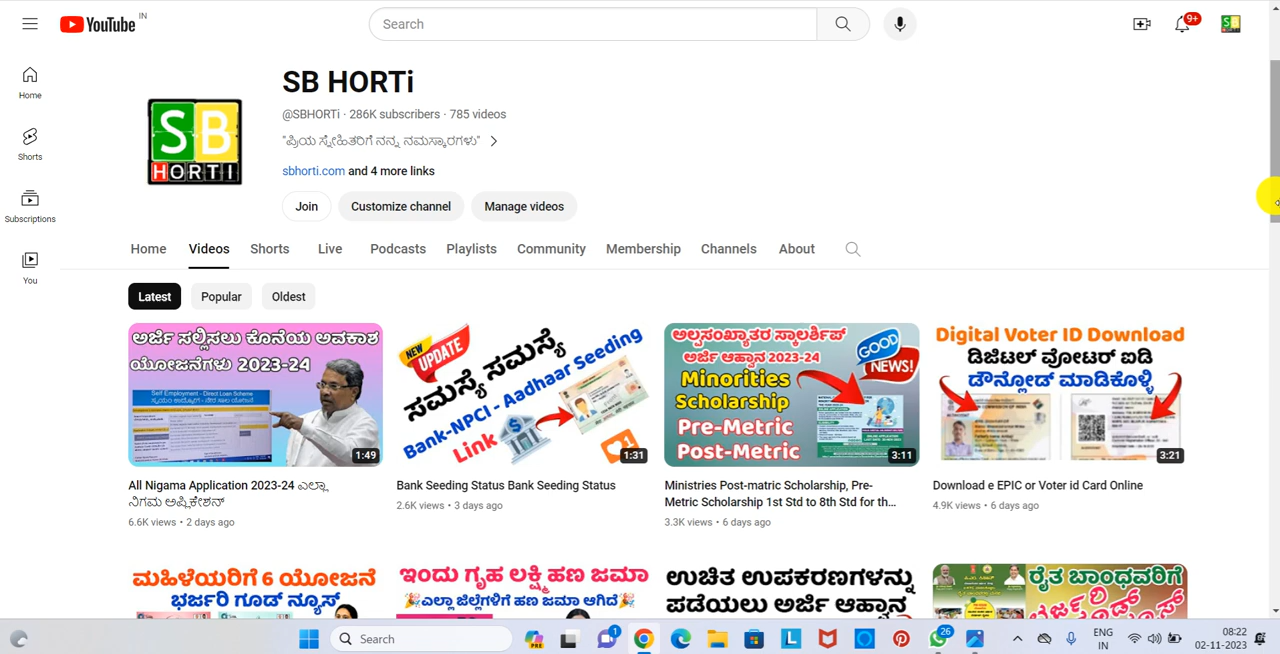 YouTube IN
Search
9+
SB
Home
Shorts
Subscriptions
You
SB
HORTI
SB HORTi
@SBHORTi · 286K subscribers · 785 videos
"ಪ್ರಿಯ ಸ್ನೇಹಿತರಿಗೆ ನನ್ನ ನಮಸ್ಕಾರಗಳು" >
sbhorti.com and 4 more links
Join Customize channel Manage videos
Home Videos Shorts Live Podcasts Playlists Community Membership Channels About
Latest Popular Oldest
ಅರ್ಜಿ ಸಲ್ಲಿಸಲು ಕೊನೆಯ ಅವಕಾಶ
ಯೋಜನೆಗಳು 2023-24
Self Employment - Direct Loan Scheme
1:49
All Nigama Application 2023-24 ಎಲ್ಲಾ
ನಿಗಮ ಅಪ್ಲಿಕೇಶನ್
6.6K views • 2 days ago
NEW
UPDATE
ಸಮಸ್ಯೆ ಸಮಸ್ಯೆ
Bank-NPCI - Aadhaar Seeding
Link
1:31
Bank Seeding Status Bank Seeding Status
2.6K views • 3 days ago
ಅಲ್ಪಸಂಖ್ಯಾತರ ಸ್ಕಾಲರ್ಶಿಪ್
ಅರ್ಜಿ ಆಹ್ವಾನ 2023-24
GOOD
NEWS!
Minorities
Scholarship
Pre-Metric
Post-Metric
3:11
Ministries Post-matric Scholarship, Pre-
Metric Scholarship 1st Std to 8th Std for th...
3.3K views • 6 days ago
Digital Voter ID Download
ಡಿಜಿಟಲ್ ವೋಟರ್ ಐಡಿ
ಡೌನ್ಲೋಡ್ ಮಾಡಿಕೊಳ್ಳಿ
3:21
Download e EPIC or Voter id Card Online
4.9K views • 6 days ago
ಮಹಿಳೆಯರಿಗೆ 6 ಯೋಜನೆ
ಭರ್ಜರಿ ಗೂಡ್ ನ್ಯೂಸ್
ಇಂದು ಗೃಹ ಲಕ್ಷ್ಮಿ ಹಣ ಜಮಾ
ಎಲ್ಲಾ ಜಿಲ್ಲೆಗಳಿಗೆ ಹಣ ಜಮಾ ಆಗಿದೆ
ಉಚಿತ ಉಪಕರಣಗಳನ್ನು
ಪಡೆಯಲು ಅರ್ಜಿ ಆಹ್ವಾನ
ರೈತ ಬಾಂಧವರಿಗೆ
ಭರ್ಜರಿ ಗೂಡ್ ನ್ಯೂಸ್
Search
PRE
1
26
ENG
IN
08:22
02-11-2023